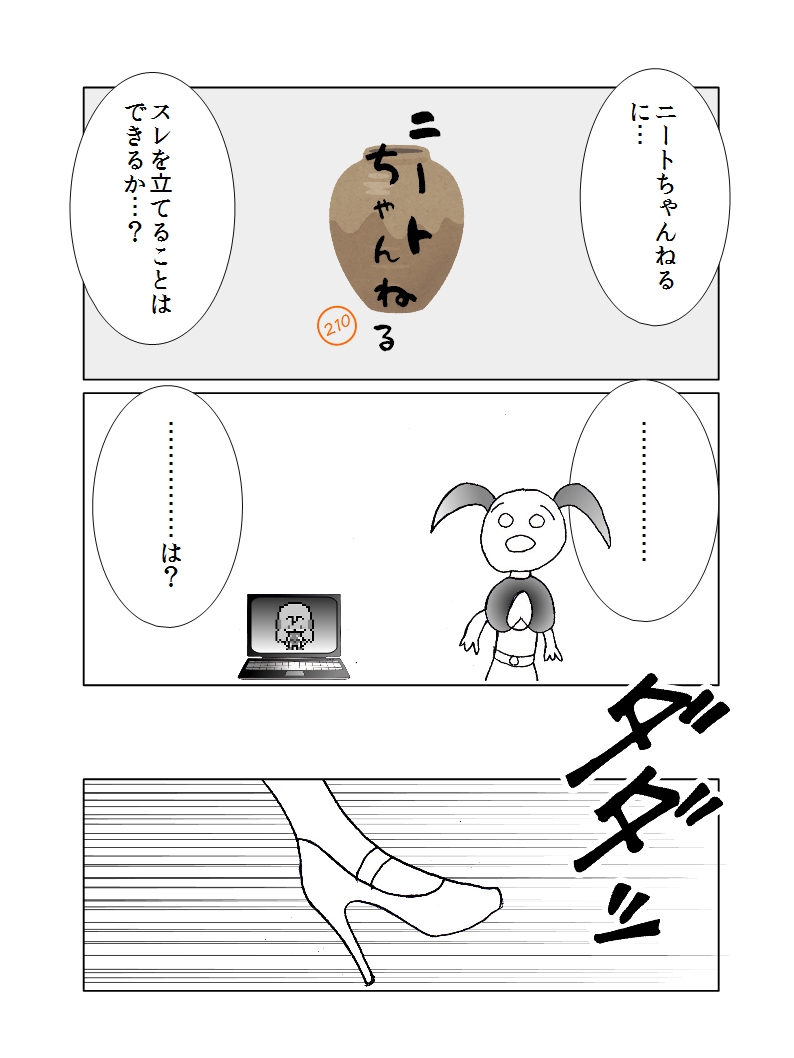 ニートちゃんねる
に…
ニート
ちゃんねる
210
スレを立てることは
できるか…？
………………
………………は？
ダダダッ